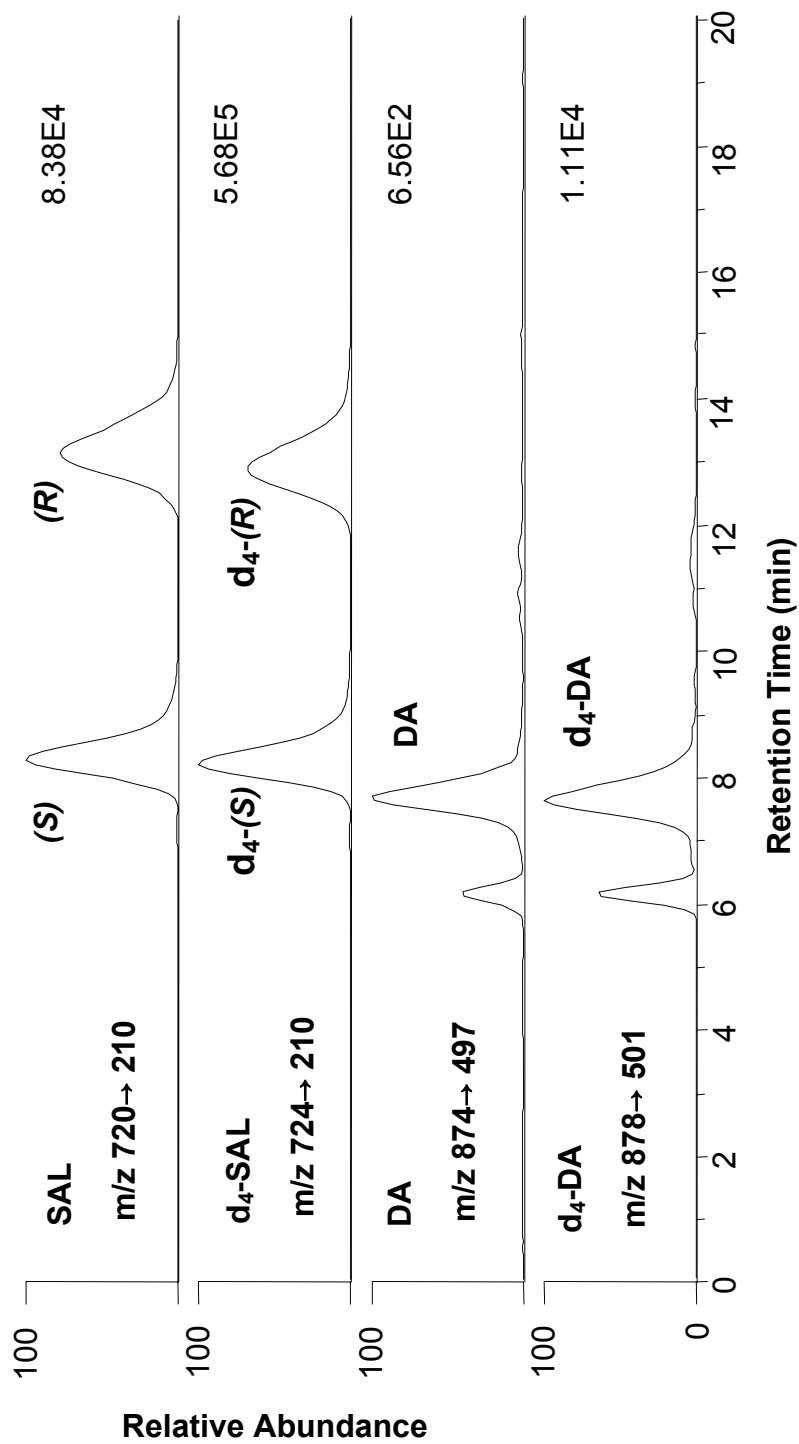 100
SAL
m/z 720→ 210
(S)
(R)
8.38E4
100
d₄-SAL
m/z 724→ 210
d₄-(S)
d₄-(R)
5.68E5
100
DA
m/z 874→ 497
DA
6.56E2
100
d₄-DA
m/z 878→ 501
d₄-DA
1.11E4
0
0 2 4 6 8 10 12 14 16 18 20
Retention Time (min)
Relative Abundance